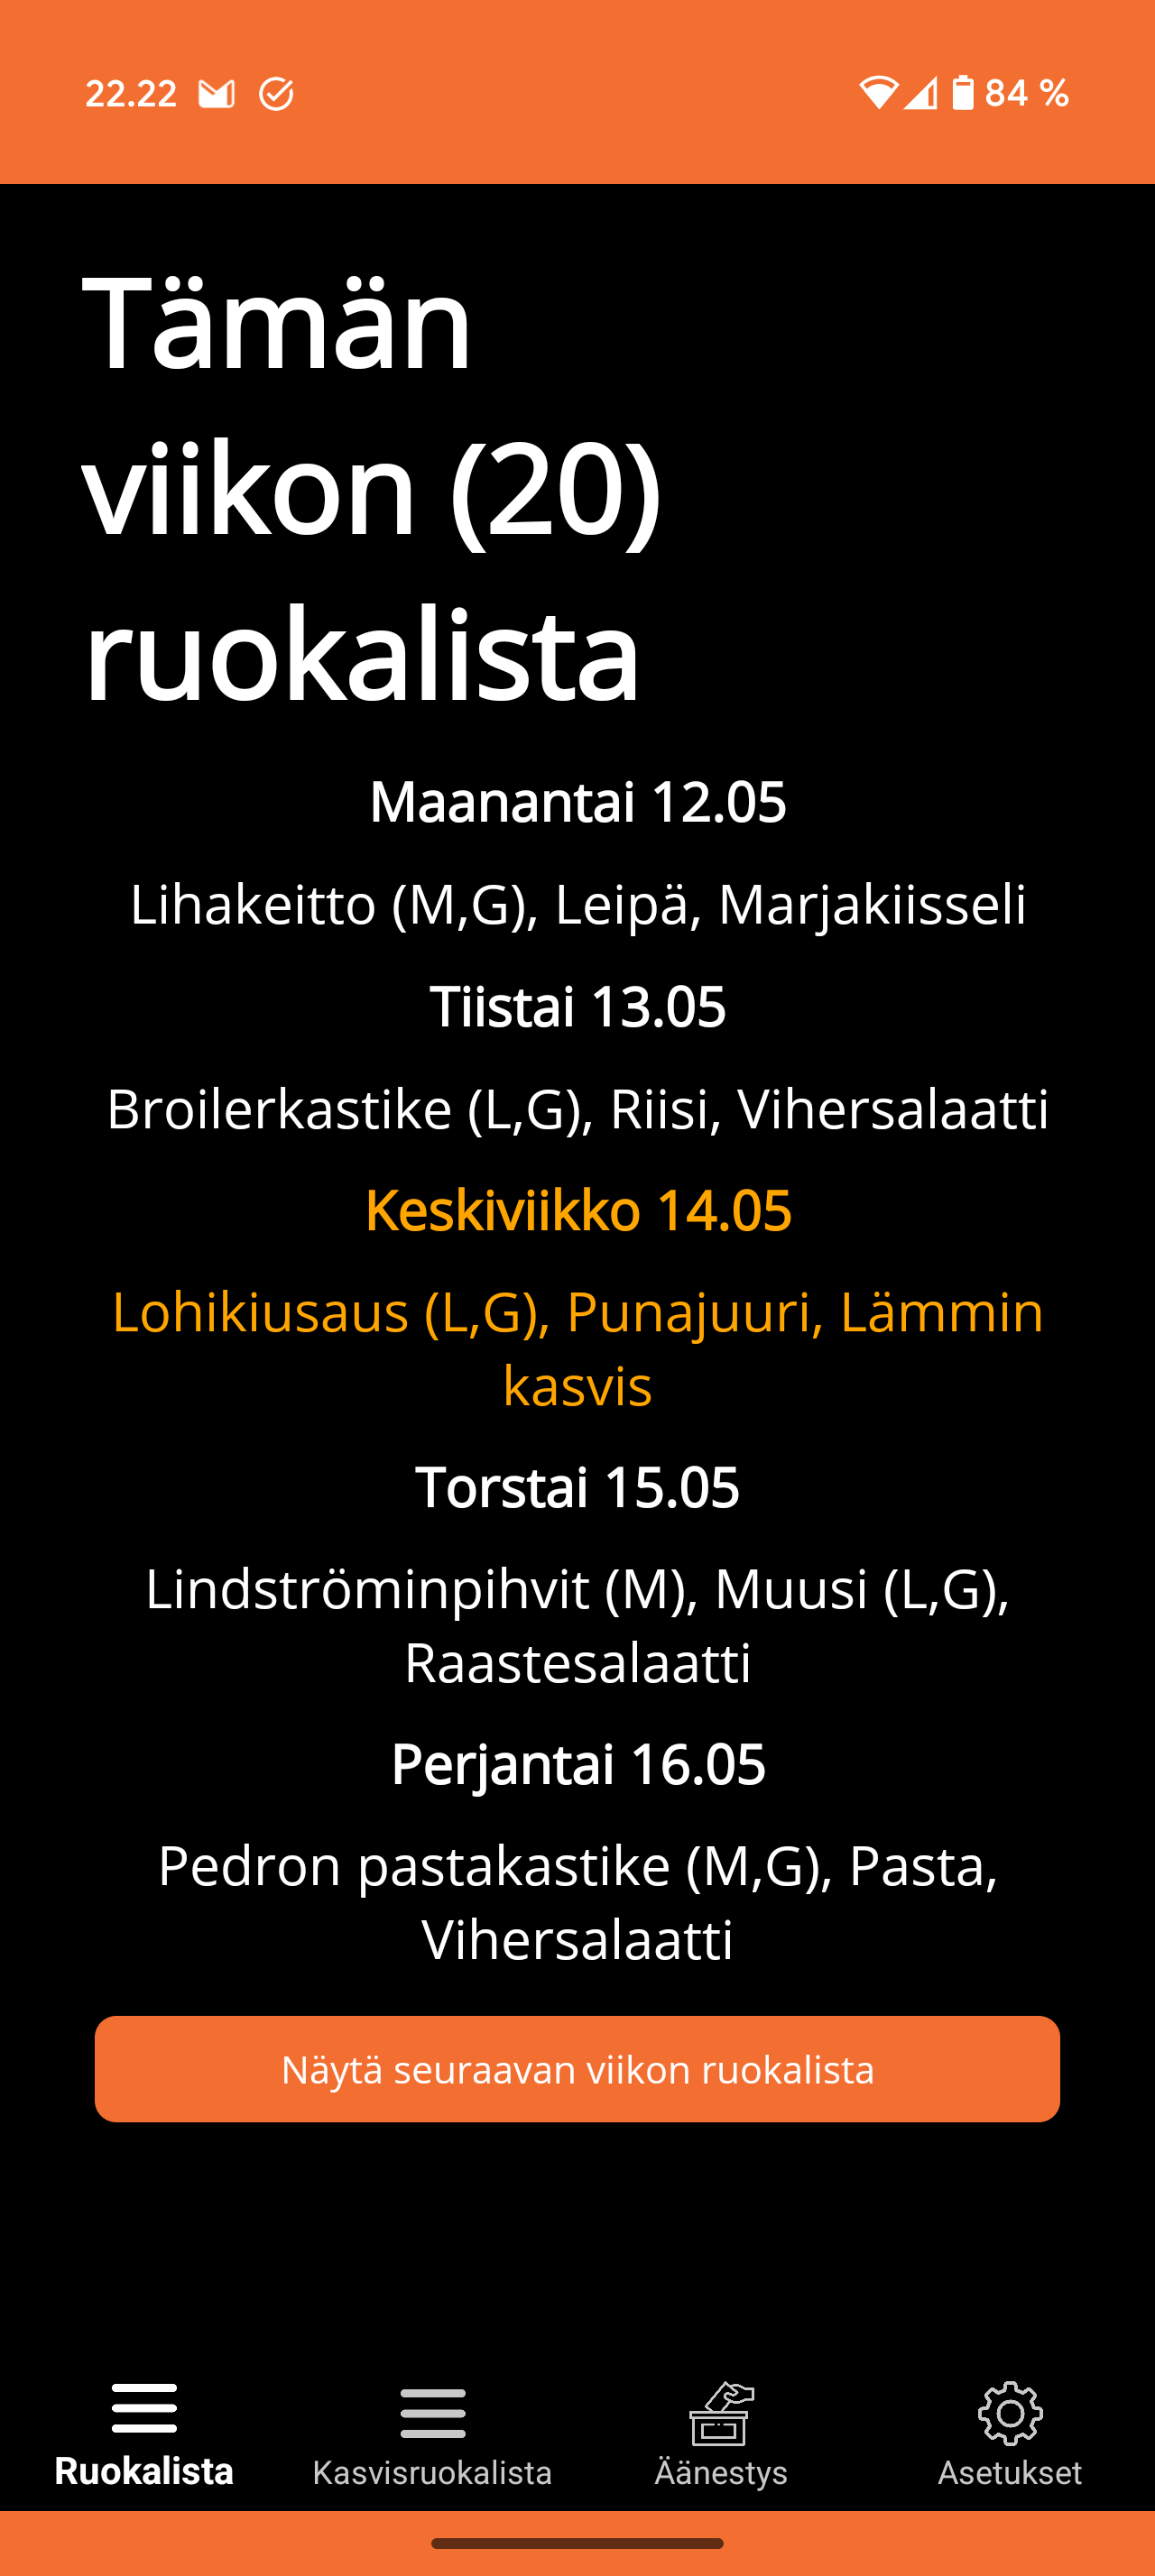 22.22
84 %
Tämän
viikon (20)
ruokalista
Maanantai 12.05
Lihakeitto (M,G), Leipä, Marjakiisseli
Tiistai 13.05
Broilerkastike (L,G), Riisi, Vihersalaatti
Keskiviikko 14.05
Lohikiusaus (L,G), Punajuuri, Lämmin
kasvis
Torstai 15.05
Lindströminpihvit (M), Muusi (L,G),
Raastesalaatti
Perjantai 16.05
Pedron pastakastike (M,G), Pasta,
Vihersalaatti
Näytä seuraavan viikon ruokalista
Ruokalista
Kasvisruokalista
Äänestys
Asetukset